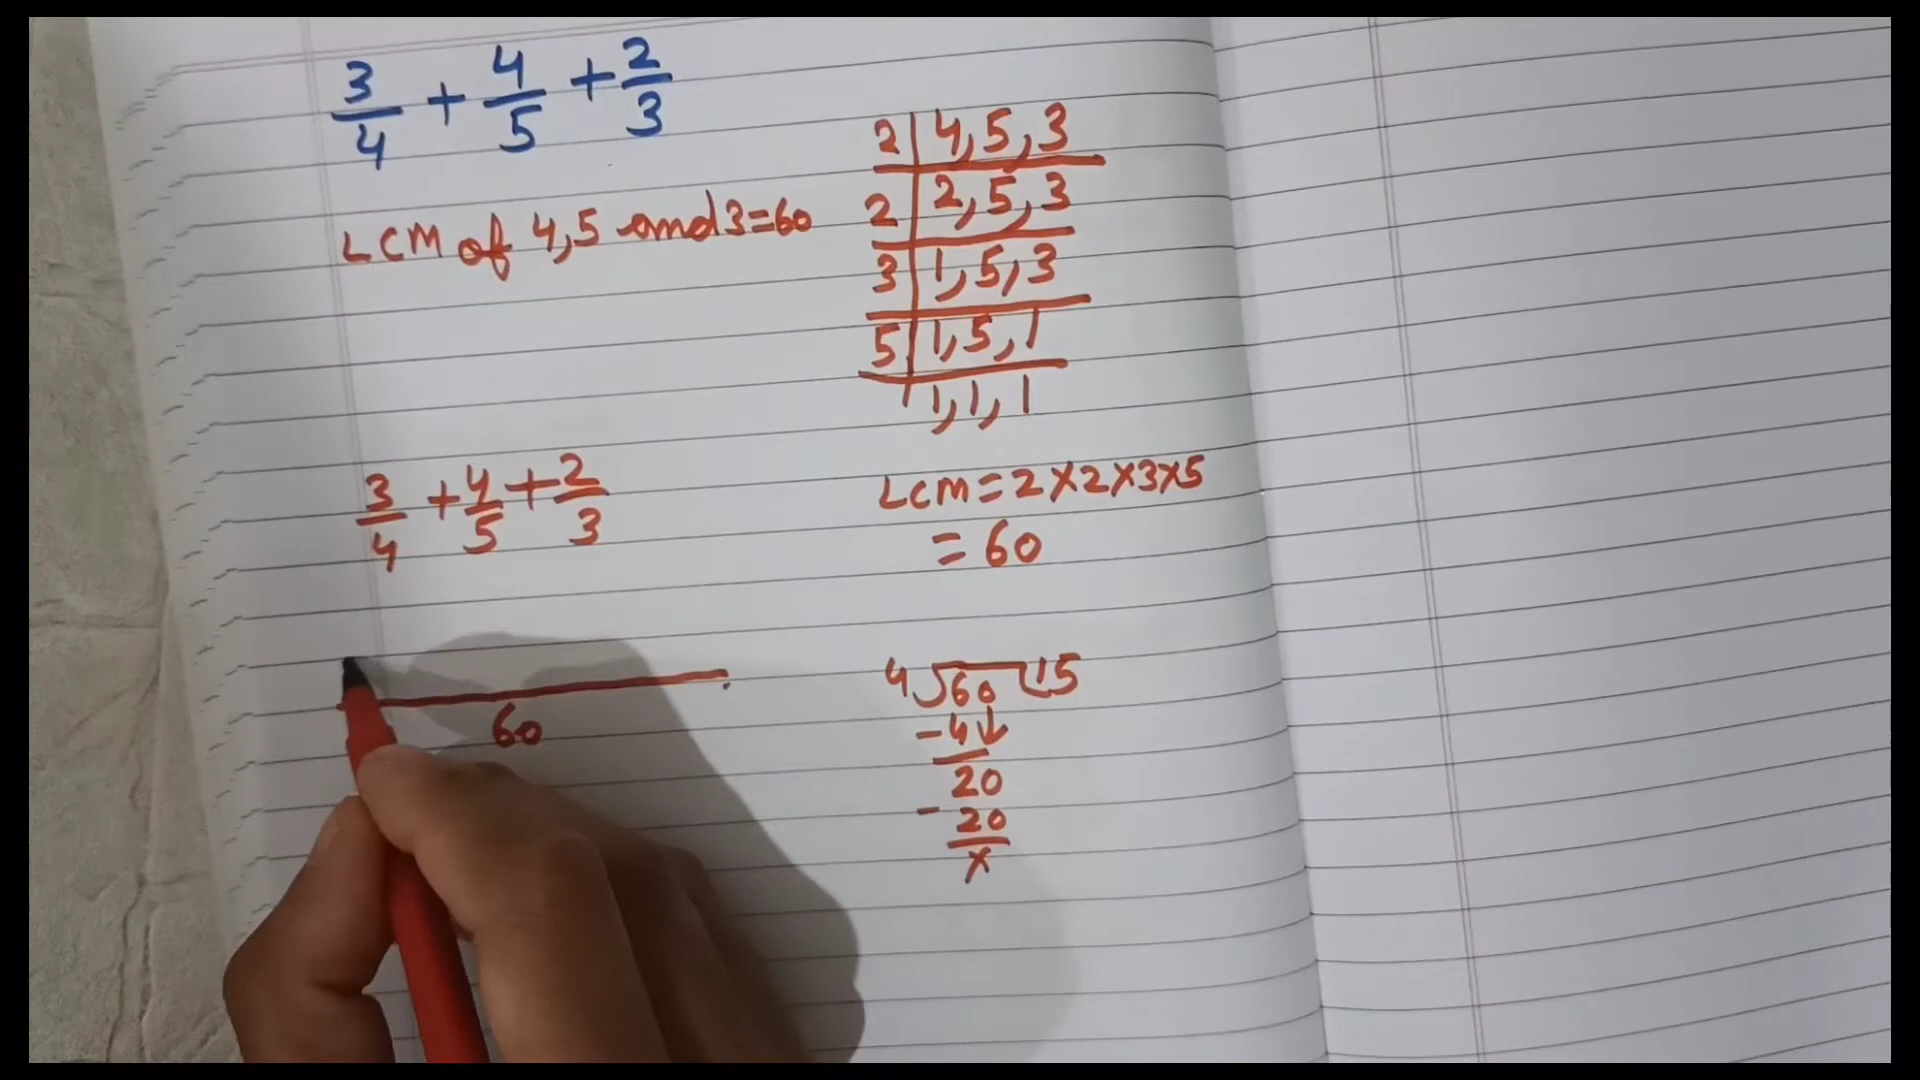 3/4 + 4/5 + 2/3
LCM of 4,5 and 3=60
2 | 4,5,3
2 | 2,5,3
3 | 1,5,3
5 | 1,5,1
1,1,1
LCM = 2×2×3×5
= 60
3/4 + 4/5 + 2/3
60
4)60(15
-4↓
20
-20
×